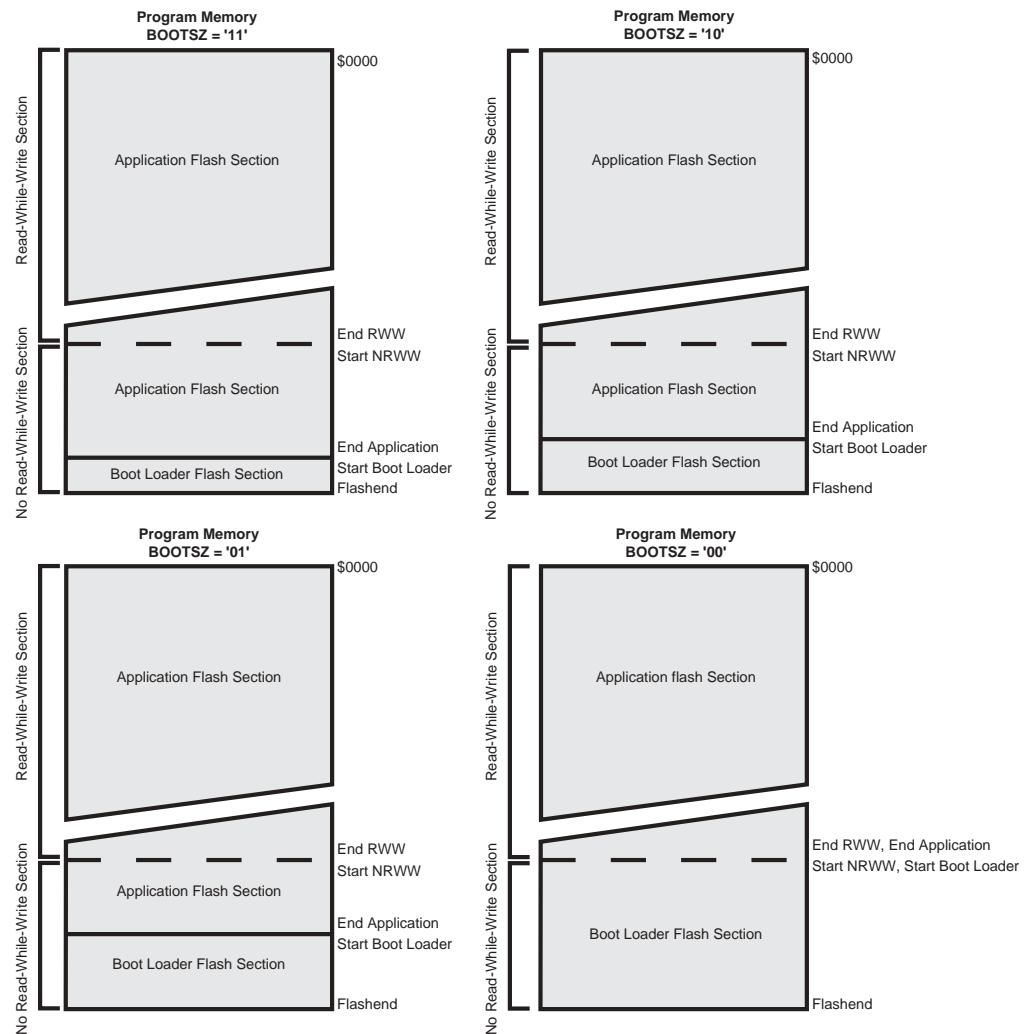 Program Memory
BOOTSZ = '11'
$0000
Read-While-Write Section
Application Flash Section
End RWW
Start NRWW
No Read-While-Write Section
Application Flash Section
End Application
Start Boot Loader
Boot Loader Flash Section
Flashend
Program Memory
BOOTSZ = '10'
$0000
Read-While-Write Section
Application Flash Section
End RWW
Start NRWW
No Read-While-Write Section
Application Flash Section
End Application
Start Boot Loader
Boot Loader Flash Section
Flashend
Program Memory
BOOTSZ = '01'
$0000
Read-While-Write Section
Application Flash Section
End RWW
Start NRWW
No Read-While-Write Section
Application Flash Section
End Application
Start Boot Loader
Boot Loader Flash Section
Flashend
Program Memory
BOOTSZ = '00'
$0000
Read-While-Write Section
Application flash Section
End RWW, End Application
Start NRWW, Start Boot Loader
No Read-While-Write Section
Boot Loader Flash Section
Flashend